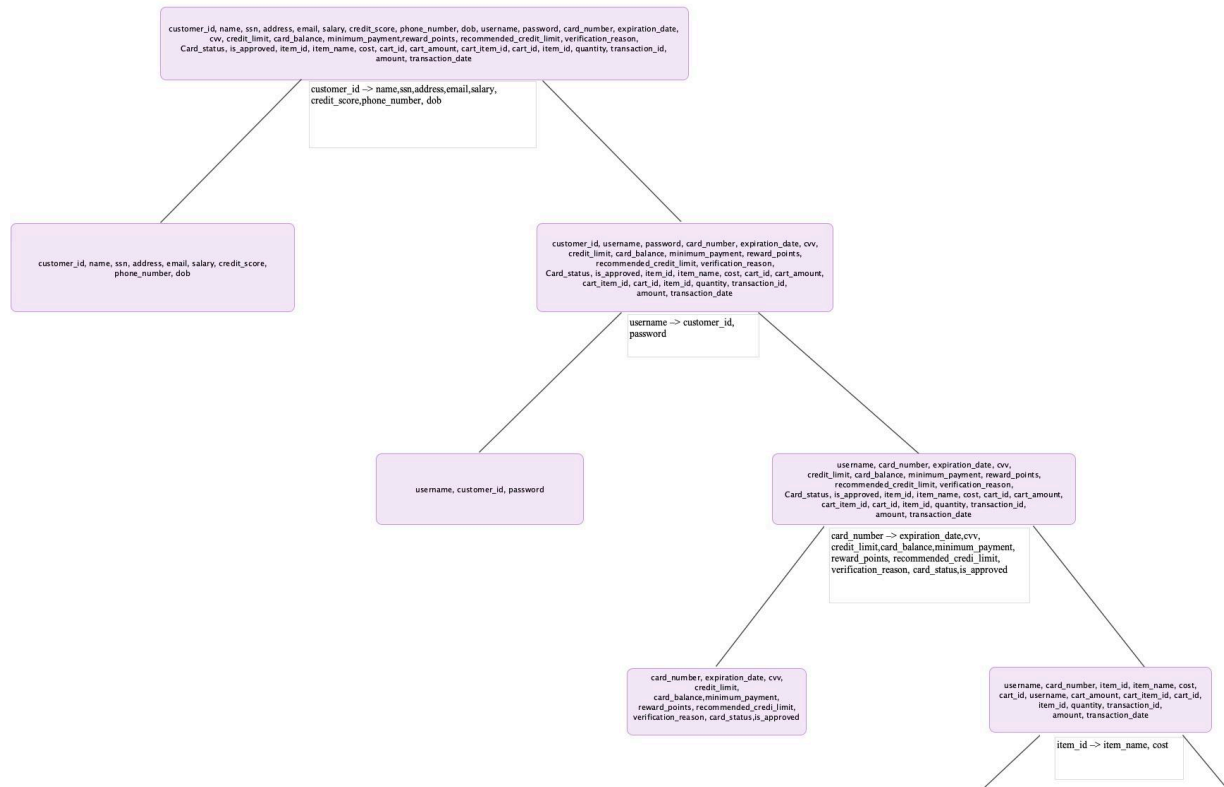 customer_id, name, ssn, address, email, salary, credit_score, phone_number, dob, username, password, card_number, expiration_date,
cvv, credit_limit, card_balance, minimum_payment,reward_points, recommended_credit_limit, verification_reason,
Card_status, is_approved, item_id, item_name, cost, cart_id, cart_amount, cart_item_id, cart_id, item_id, quantity, transaction_id,
amount, transaction_date
customer_id –> name,ssn,address,email,salary,
credit_score,phone_number, dob
customer_id, name, ssn, address, email, salary, credit_score,
phone_number, dob
customer_id, username, password, card_number, expiration_date, cvv,
credit_limit, card_balance, minimum_payment, reward_points,
recommended_credit_limit, verification_reason,
Card_status, is_approved, item_id, item_name, cost, cart_id, cart_amount,
cart_item_id, cart_id, item_id, quantity, transaction_id,
amount, transaction_date
username –> customer_id,
password
username, customer_id, password
username, card_number, expiration_date, cvv,
credit_limit, card_balance, minimum_payment, reward_points,
recommended_credit_limit, verification_reason,
Card_status, is_approved, item_id, item_name, cost, cart_id, cart_amount,
cart_item_id, cart_id, item_id, quantity, transaction_id,
amount, transaction_date
card_number –> expiration_date,cvv,
credit_limit,card_balance,minimum_payment,
reward_points, recommended_credi_limit,
verification_reason, card_status,is_approved
card_number, expiration_date, cvv,
credit_limit,
card_balance,minimum_payment,
reward_points, recommended_credi_limit,
verification_reason, card_status,is_approved
username, card_number, item_id, item_name, cost,
cart_id, username, cart_amount, cart_item_id, cart_id,
item_id, quantity, transaction_id,
amount, transaction_date
item_id –> item_name, cost